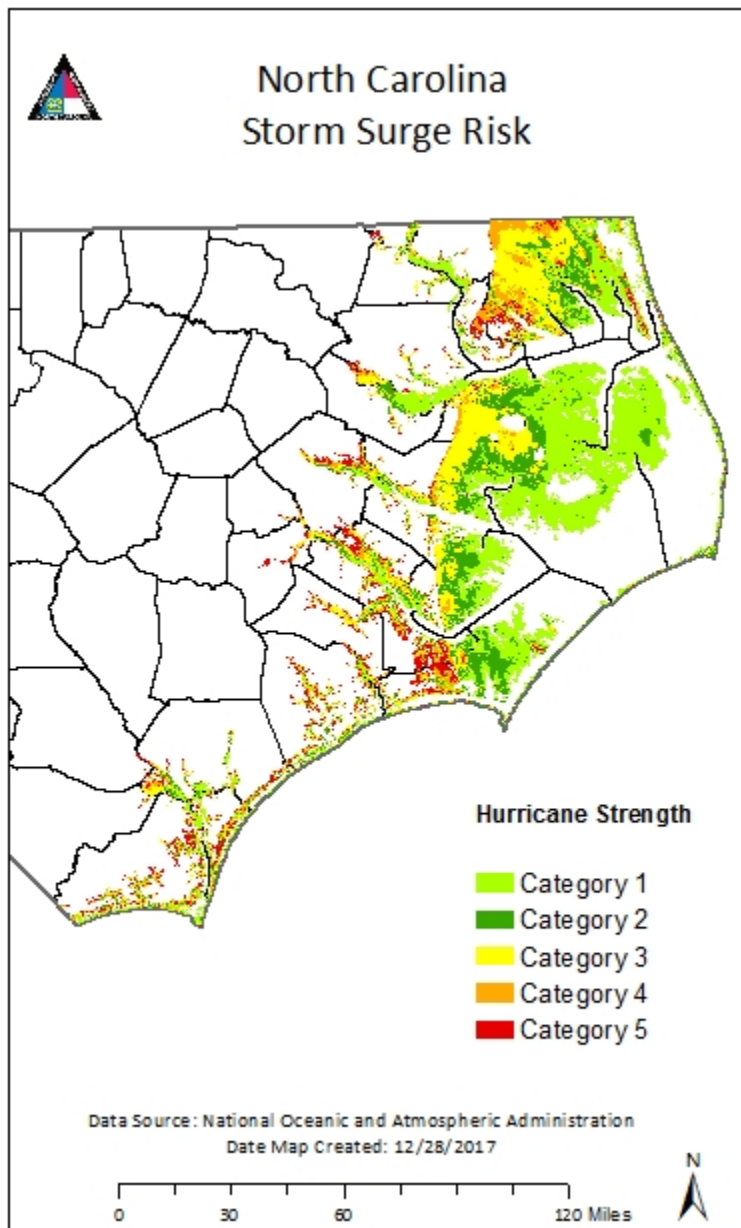 North Carolina
Storm Surge Risk
Hurricane Strength
Category 1
Category 2
Category 3
Category 4
Category 5
Data Source: National Oceanic and Atmospheric Administration
Date Map Created: 12/28/2017
N
0 30 60 120 Miles